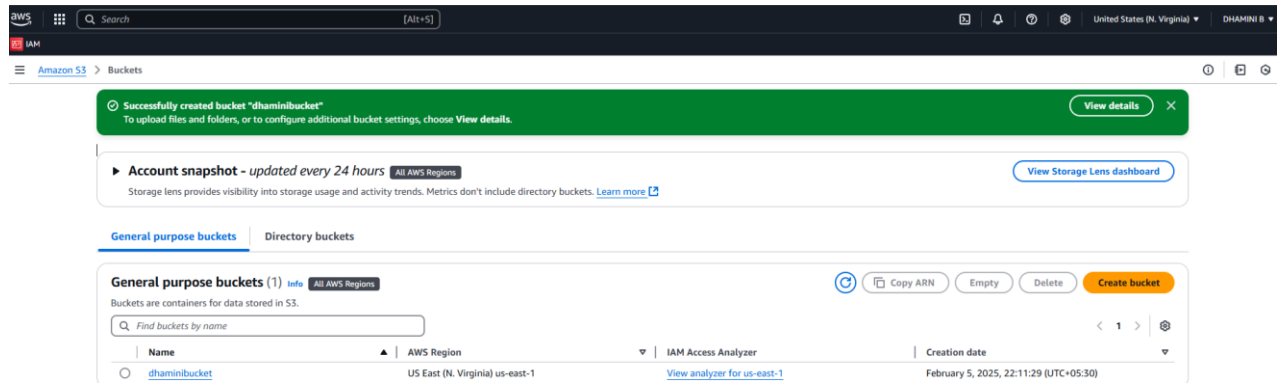 aws Search [Alt+S] United States (N. Virginia) ▼ DHAMINI B ▼
IAM
Amazon S3 > Buckets
Successfully created bucket "dhaminibucket" View details
To upload files and folders, or to configure additional bucket settings, choose View details.
Account snapshot - updated every 24 hours All AWS Regions View Storage Lens dashboard
Storage lens provides visibility into storage usage and activity trends. Metrics don't include directory buckets. Learn more
General purpose buckets Directory buckets
General purpose buckets (1) Info All AWS Regions Copy ARN Empty Delete Create bucket
Buckets are containers for data stored in S3.
Find buckets by name < 1 >
Name AWS Region IAM Access Analyzer Creation date
dhaminibucket US East (N. Virginia) us-east-1 View analyzer for us-east-1 February 5, 2025, 22:11:29 (UTC+05:30)